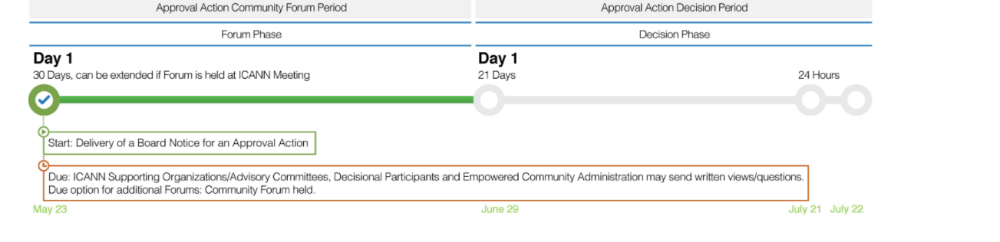 Approval Action Community Forum Period
Approval Action Decision Period
Forum Phase
Decision Phase
Day 1
Day 1
30 Days, can be extended if Forum is held at ICANN Meeting
21 Days
24 Hours
Start: Delivery of a Board Notice for an Approval Action
Due: ICANN Supporting Organizations/Advisory Committees, Decisional Participants and Empowered Community Administration may send written views/questions.
Due option for additional Forums: Community Forum held.
May 23
June 29
July 21
July 22